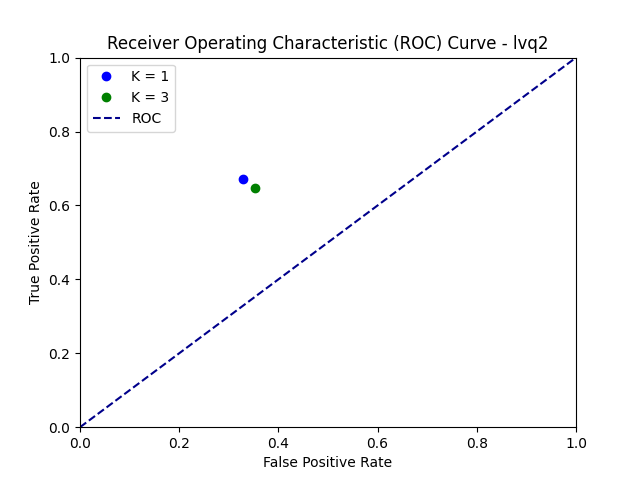 Receiver Operating Characteristic (ROC) Curve - lvq2
1.0
0.8
0.6
0.4
0.2
0.0
True Positive Rate
K = 1
K = 3
ROC
0.0 0.2 0.4 0.6 0.8 1.0
False Positive Rate